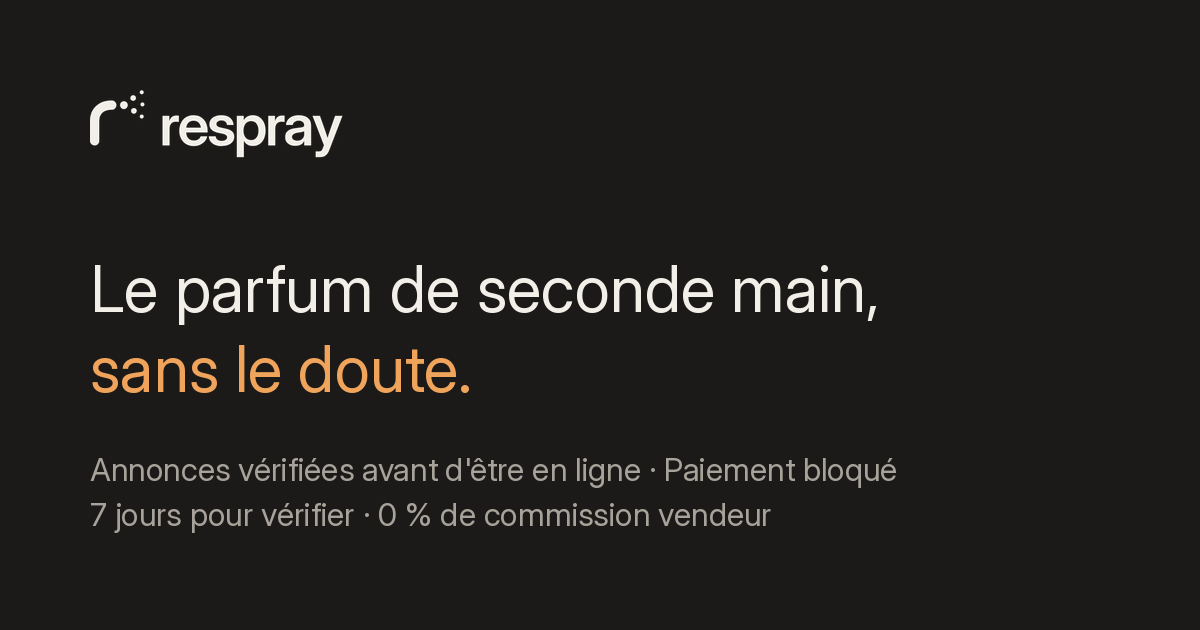 respray
Le parfum de seconde main,
sans le doute.
Annonces vérifiées avant d'être en ligne · Paiement bloqué
7 jours pour vérifier · 0 % de commission vendeur